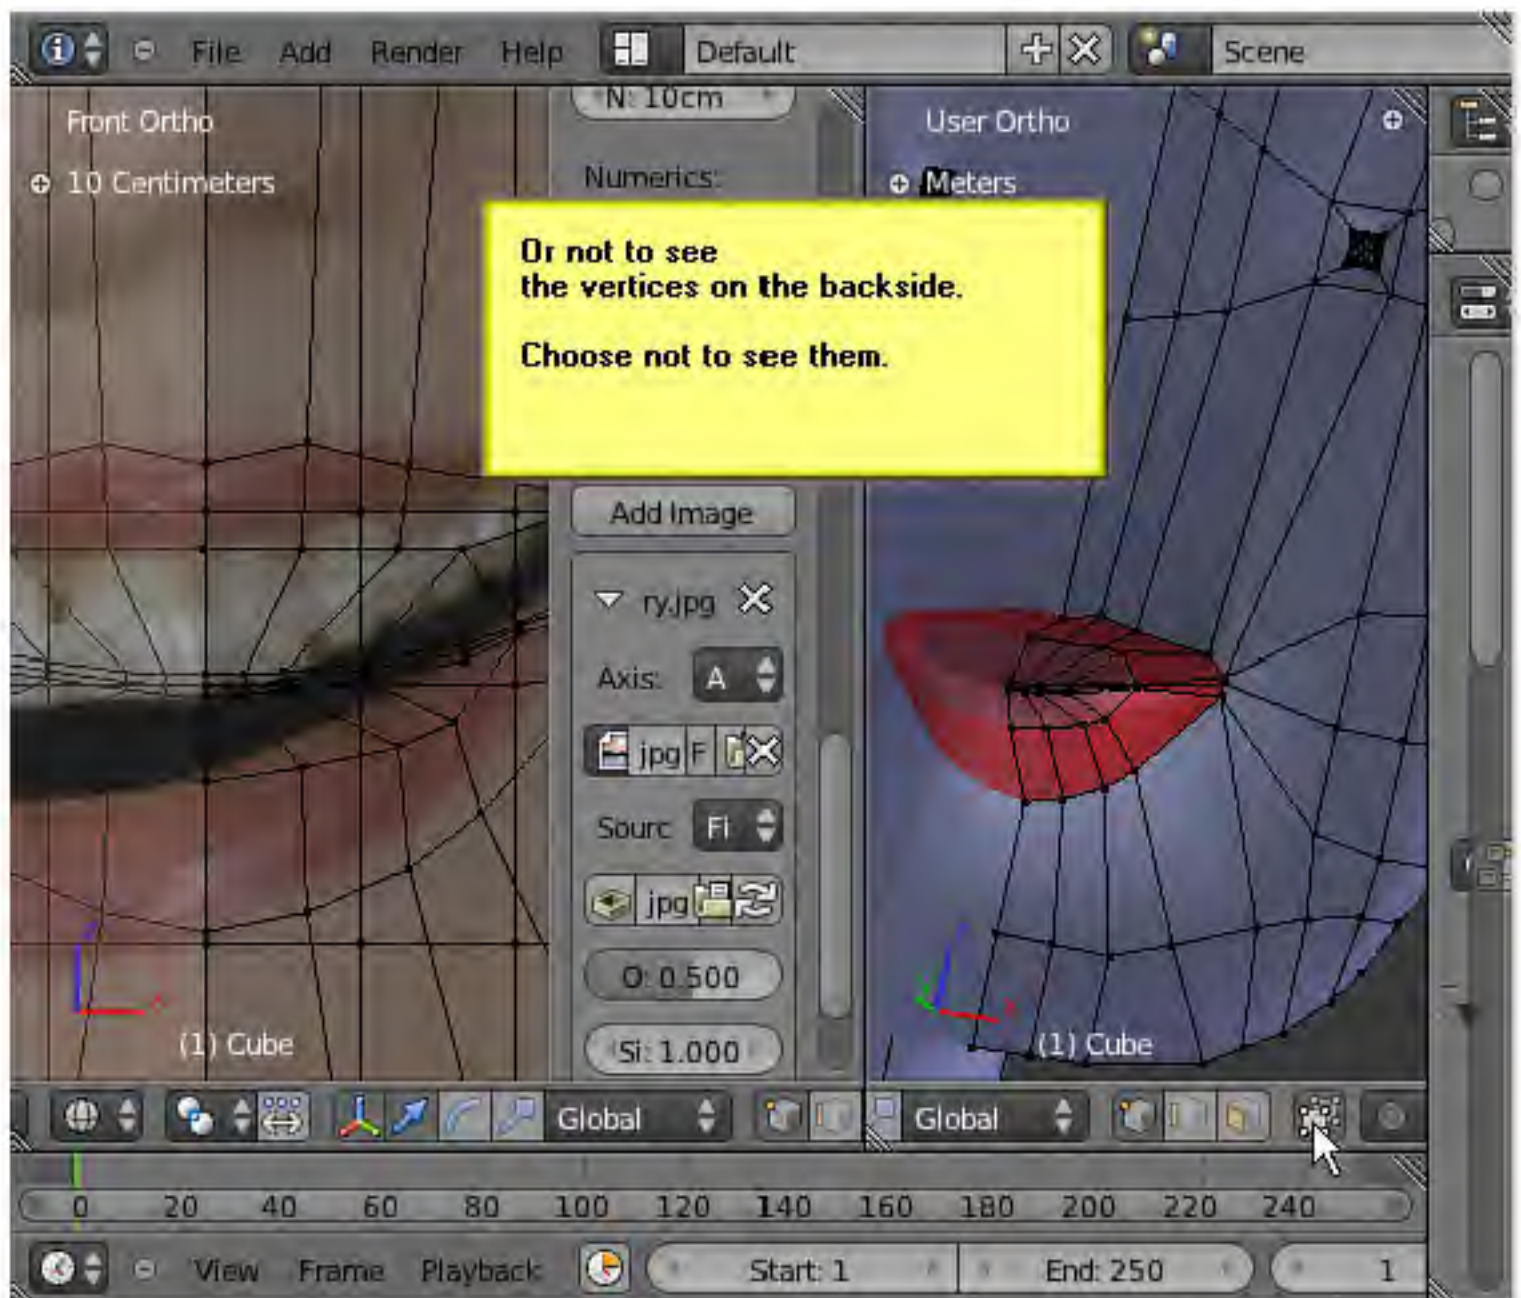 File Add Render Help Default Scene
Front Ortho
10 Centimeters
N: 10cm
Numerics:
User Ortho
Meters
Or not to see
the vertices on the backside.
Choose not to see them.
Add Image
ry.jpg
Axis: A
jpg F
Sourc Fi
jpg
O: 0.500
Si: 1.000
(1) Cube
(1) Cube
Global
Global
0 20 40 60 80 100 120 140 160 180 200 220 240
View Frame Playback Start: 1 End: 250 1